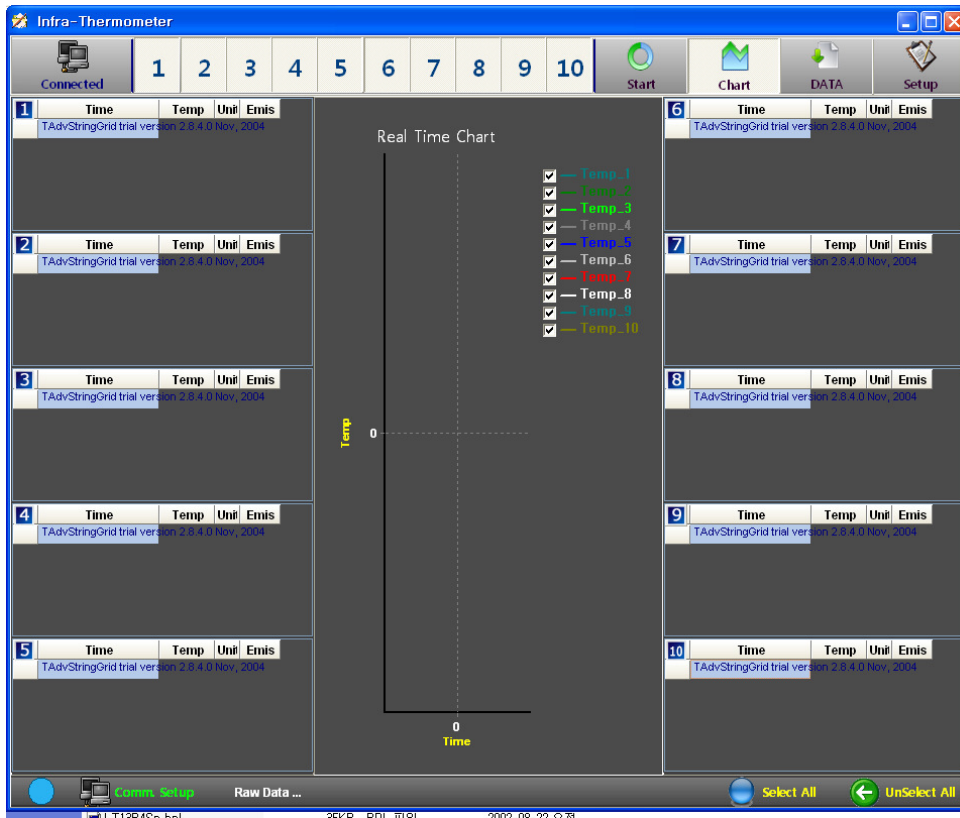 Infra-Thermometer
Connected
1 2 3 4 5 6 7 8 9 10
Start
Chart
DATA
Setup
1 Time Temp Unit Emis
TAdvStringGrid trial version 2.8.4.0 Nov, 2004
2 Time Temp Unit Emis
TAdvStringGrid trial version 2.8.4.0 Nov, 2004
3 Time Temp Unit Emis
TAdvStringGrid trial version 2.8.4.0 Nov, 2004
4 Time Temp Unit Emis
TAdvStringGrid trial version 2.8.4.0 Nov, 2004
5 Time Temp Unit Emis
TAdvStringGrid trial version 2.8.4.0 Nov, 2004
Real Time Chart
Temp_1
Temp_2
Temp_3
Temp_4
Temp_5
Temp_6
Temp_7
Temp_8
Temp_9
Temp_10
Temp
0
0
Time
6 Time Temp Unit Emis
TAdvStringGrid trial version 2.8.4.0 Nov, 2004
7 Time Temp Unit Emis
TAdvStringGrid trial version 2.8.4.0 Nov, 2004
8 Time Temp Unit Emis
TAdvStringGrid trial version 2.8.4.0 Nov, 2004
9 Time Temp Unit Emis
TAdvStringGrid trial version 2.8.4.0 Nov, 2004
10 Time Temp Unit Emis
TAdvStringGrid trial version 2.8.4.0 Nov, 2004
Comm. Setup
Raw Data ...
Select All
UnSelect All